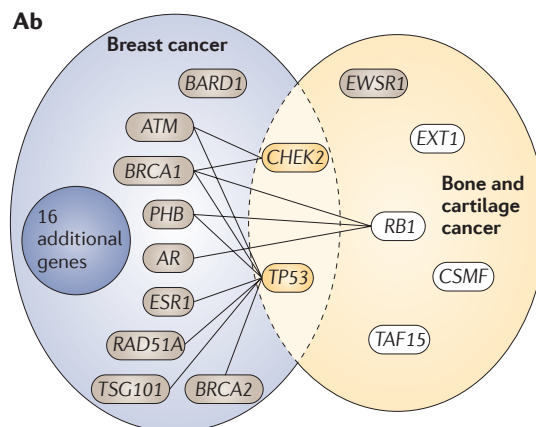 Ab
Breast cancer
BARD1
EWSR1
ATM
EXT1
CHEK2
BRCA1
16
additional
genes
PHB
RB1
Bone and
cartilage
cancer
AR
TP53
CSMF
ESR1
RAD51A
TAF15
TSG101
BRCA2